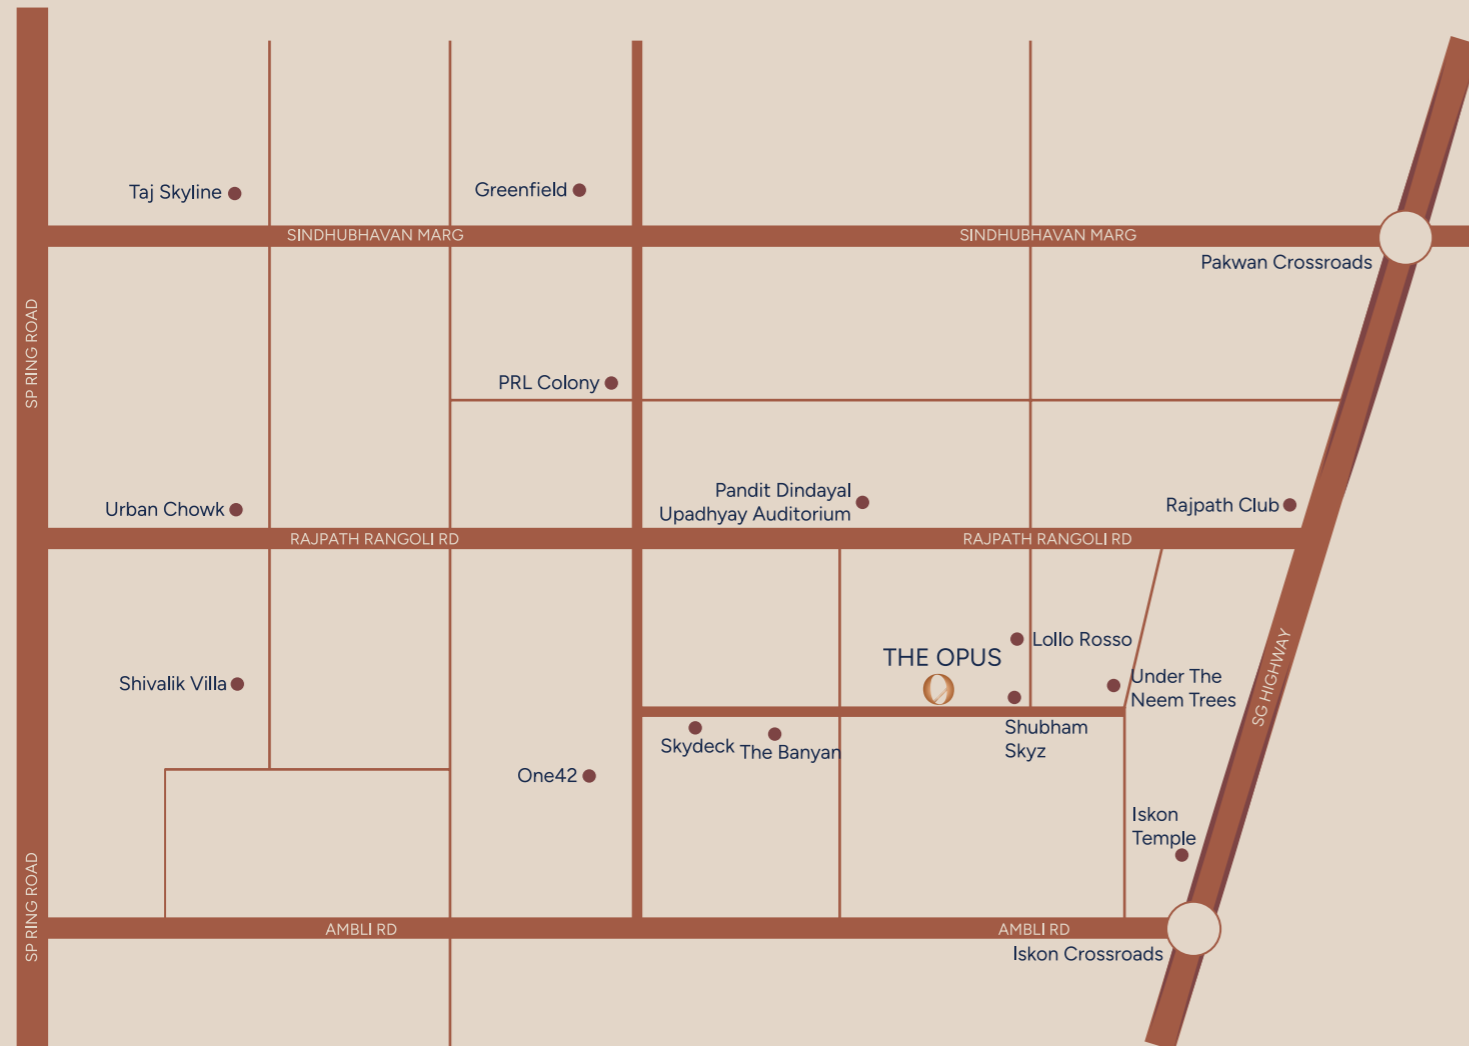 Taj Skyline
Greenfield
SINDHUBHAVAN MARG
SINDHUBHAVAN MARG
Pakwan Crossroads
SP RING ROAD
PRL Colony
Urban Chowk
Pandit Dindayal
Upadhyay Auditorium
Rajpath Club
RAJPATH RANGOLI RD
RAJPATH RANGOLI RD
Lollo Rosso
THE OPUS
Shivalik Villa
Under The
Neem Trees
SG HIGHWAY
Shubham
Skyz
Skydeck
The Banyan
One42
Iskon
Temple
SP RING ROAD
AMBLI RD
AMBLI RD
Iskon Crossroads